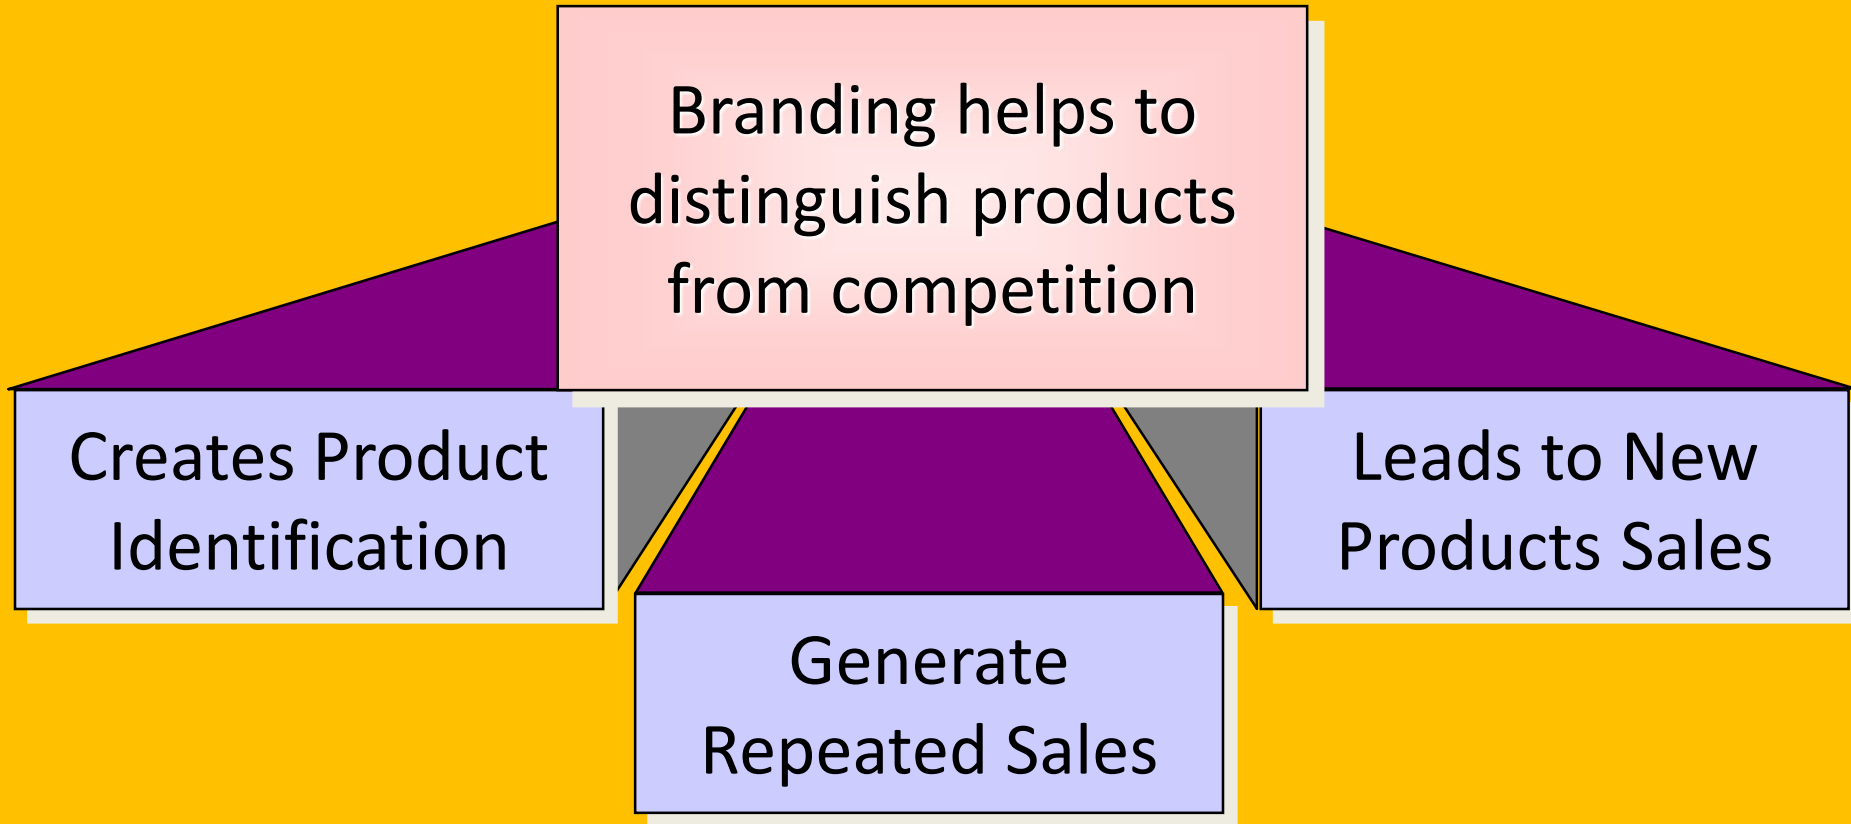 Branding helps to
distinguish products
from competition
Creates Product
Identification
Leads to New
Products Sales
Generate
Repeated Sales